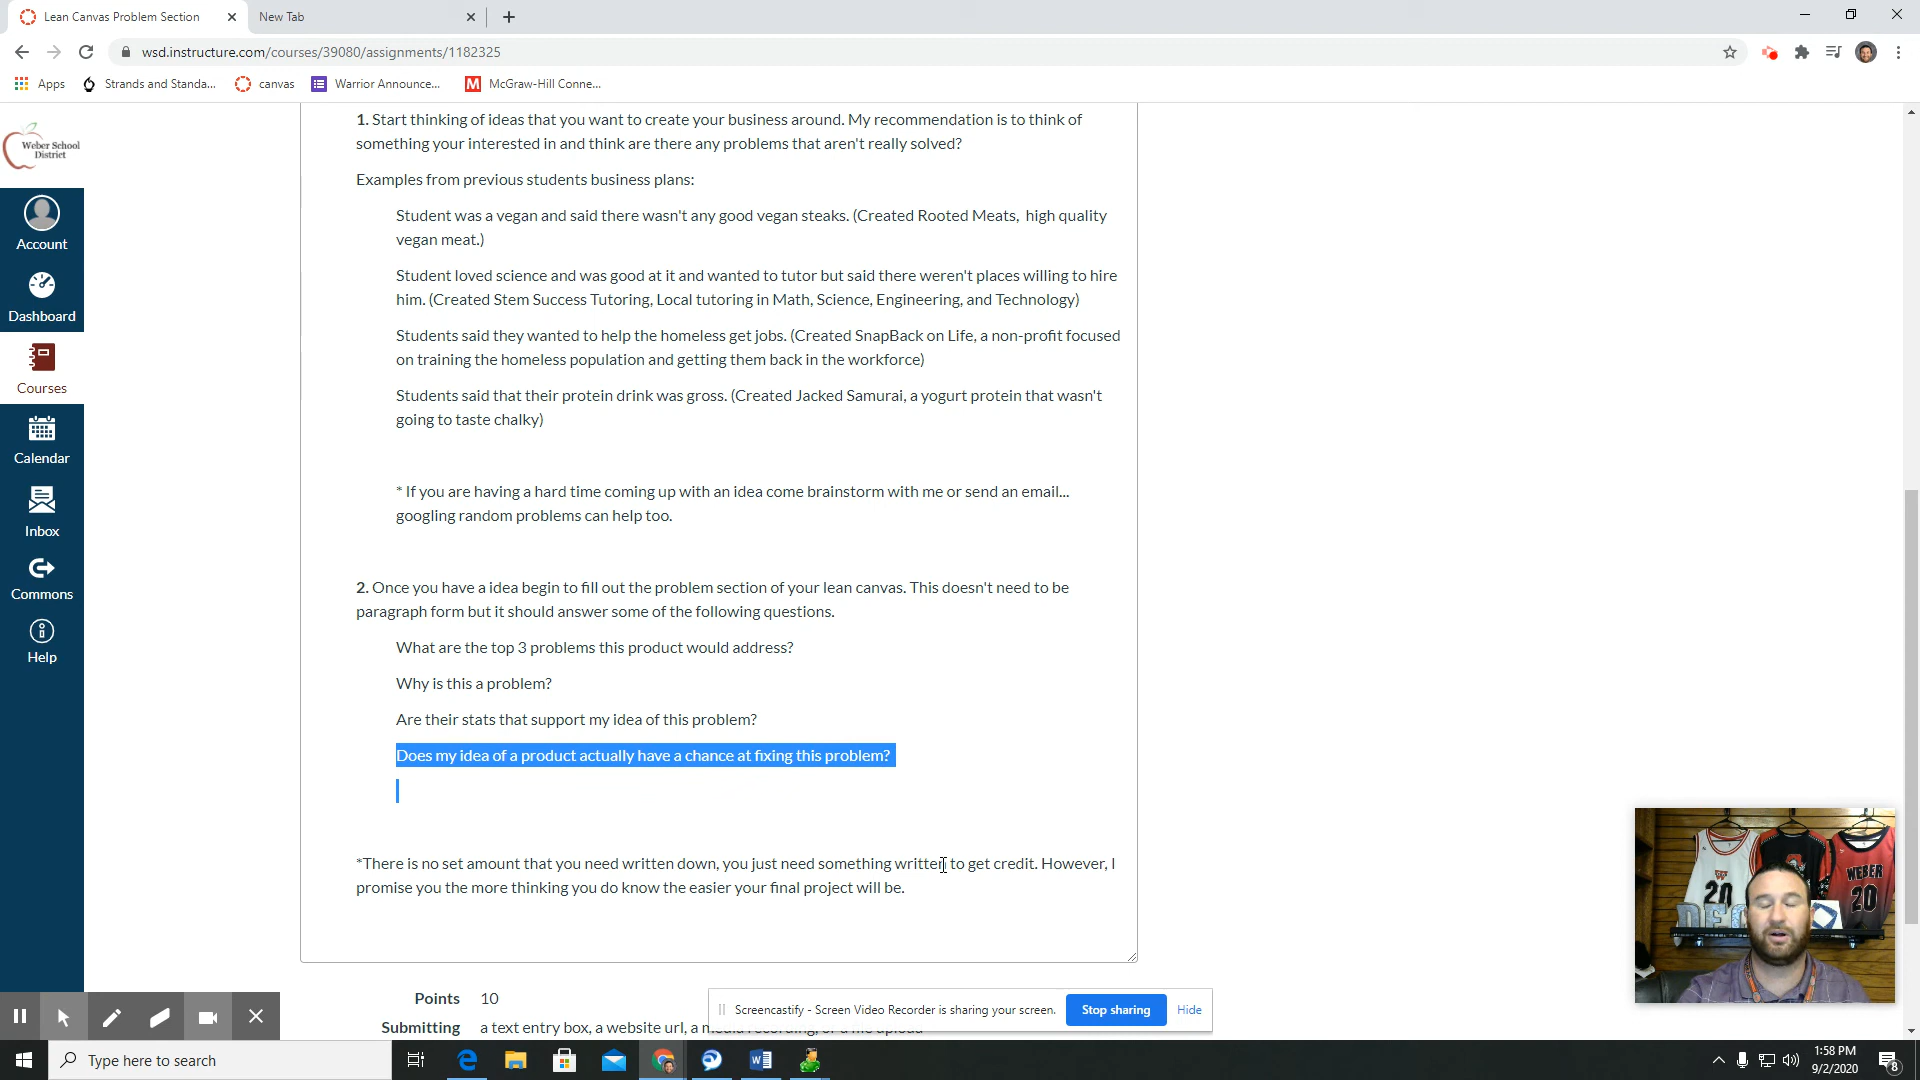 Lean Canvas Problem Section
New Tab
wsd.instructure.com/courses/39080/assignments/1182325
Apps
Strands and Standa...
canvas
Warrior Announce...
McGraw-Hill Conne...
Weber School
District
Account
Dashboard
Courses
Calendar
Inbox
Commons
Help
1. Start thinking of ideas that you want to create your business around. My recommendation is to think of
something your interested in and think are there any problems that aren't really solved?
Examples from previous students business plans:
Student was a vegan and said there wasn't any good vegan steaks. (Created Rooted Meats,  high quality
vegan meat.)
Student loved science and was good at it and wanted to tutor but said there weren't places willing to hire
him. (Created Stem Success Tutoring, Local tutoring in Math, Science, Engineering, and Technology)
Students said they wanted to help the homeless get jobs. (Created SnapBack on Life, a non-profit focused
on training the homeless population and getting them back in the workforce)
Students said that their protein drink was gross. (Created Jacked Samurai, a yogurt protein that wasn't
going to taste chalky)
* If you are having a hard time coming up with an idea come brainstorm with me or send an email...
googling random problems can help too.
2. Once you have a idea begin to fill out the problem section of your lean canvas. This doesn't need to be
paragraph form but it should answer some of the following questions.
What are the top 3 problems this product would address?
Why is this a problem?
Are their stats that support my idea of this problem?
Does my idea of a product actually have a chance at fixing this problem?
*There is no set amount that you need written down, you just need something written to get credit. However, I
promise you the more thinking you do know the easier your final project will be.
Points 10
Submitting a text entry box, a website url, a media recording, or a file upload
Screencastify - Screen Video Recorder is sharing your screen.
Stop sharing
Hide
20
WEBER
20
DECA
Type here to search
1:58 PM
9/2/2020
8